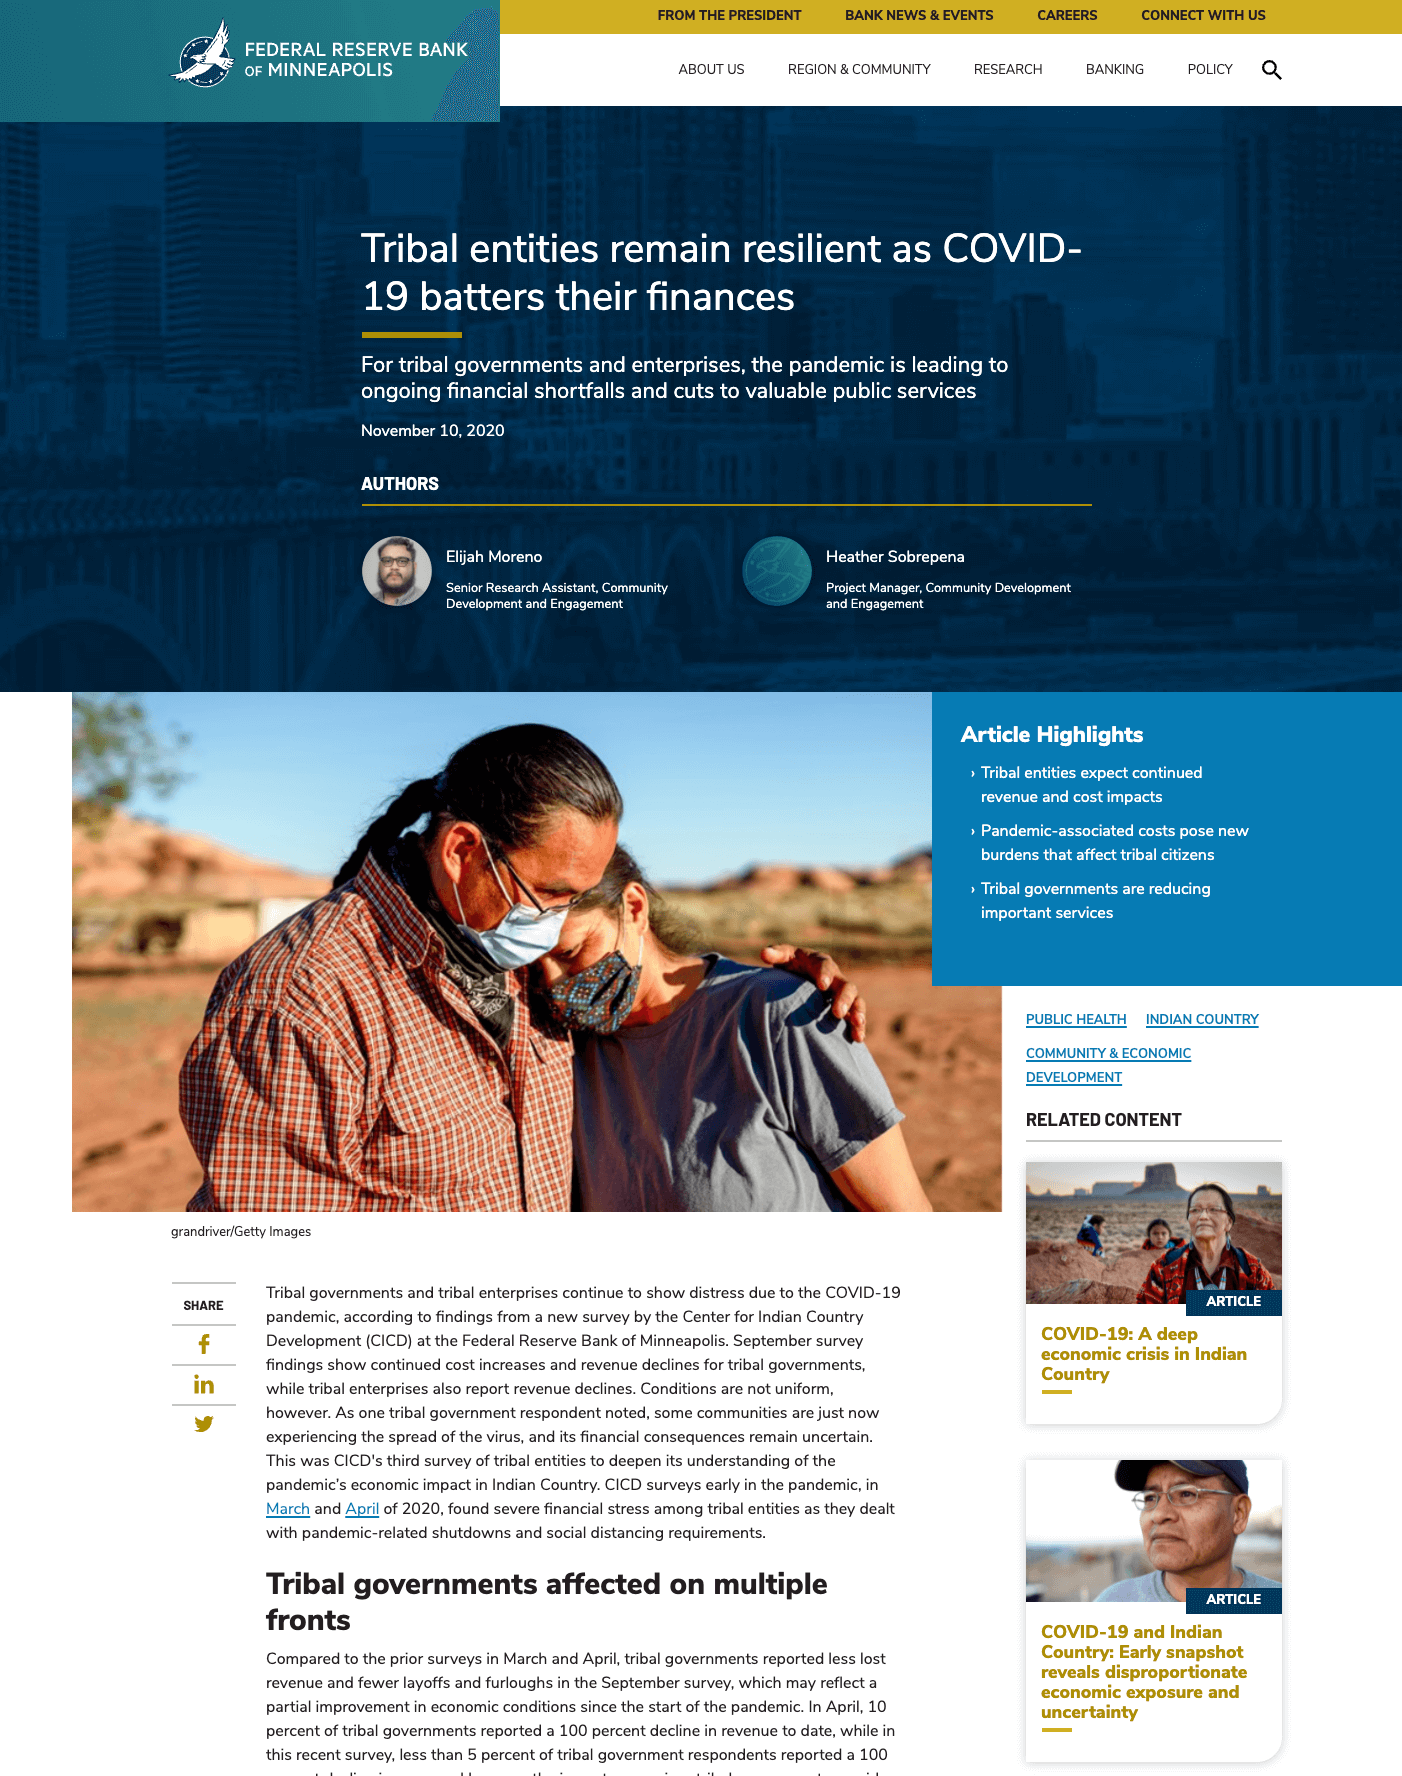 FROM THE PRESIDENT BANK NEWS & EVENTS CAREERS CONNECT WITH US
FEDERAL RESERVE BANK
OF MINNEAPOLIS
ABOUT US REGION & COMMUNITY RESEARCH BANKING POLICY
Tribal entities remain resilient as COVID-
19 batters their finances
For tribal governments and enterprises, the pandemic is leading to
ongoing financial shortfalls and cuts to valuable public services
November 10, 2020
AUTHORS
Elijah Moreno
Senior Research Assistant, Community
Development and Engagement
Heather Sobrepena
Project Manager, Community Development
and Engagement
Article Highlights
› Tribal entities expect continued
revenue and cost impacts
› Pandemic-associated costs pose new
burdens that affect tribal citizens
› Tribal governments are reducing
important services
grandriver/Getty Images
SHARE
Tribal governments and tribal enterprises continue to show distress due to the COVID-19
pandemic, according to findings from a new survey by the Center for Indian Country
Development (CICD) at the Federal Reserve Bank of Minneapolis. September survey
findings show continued cost increases and revenue declines for tribal governments,
while tribal enterprises also report revenue declines. Conditions are not uniform,
however. As one tribal government respondent noted, some communities are just now
experiencing the spread of the virus, and its financial consequences remain uncertain.
This was CICD's third survey of tribal entities to deepen its understanding of the
pandemic's economic impact in Indian Country. CICD surveys early in the pandemic, in
March and April of 2020, found severe financial stress among tribal entities as they dealt
with pandemic-related shutdowns and social distancing requirements.
Tribal governments affected on multiple
fronts
Compared to the prior surveys in March and April, tribal governments reported less lost
revenue and fewer layoffs and furloughs in the September survey, which may reflect a
partial improvement in economic conditions since the start of the pandemic. In April, 10
percent of tribal governments reported a 100 percent decline in revenue to date, while in
this recent survey, less than 5 percent of tribal government respondents reported a 100
PUBLIC HEALTH INDIAN COUNTRY
COMMUNITY & ECONOMIC
DEVELOPMENT
RELATED CONTENT
ARTICLE
COVID-19: A deep
economic crisis in Indian
Country
ARTICLE
COVID-19 and Indian
Country: Early snapshot
reveals disproportionate
economic exposure and
uncertainty